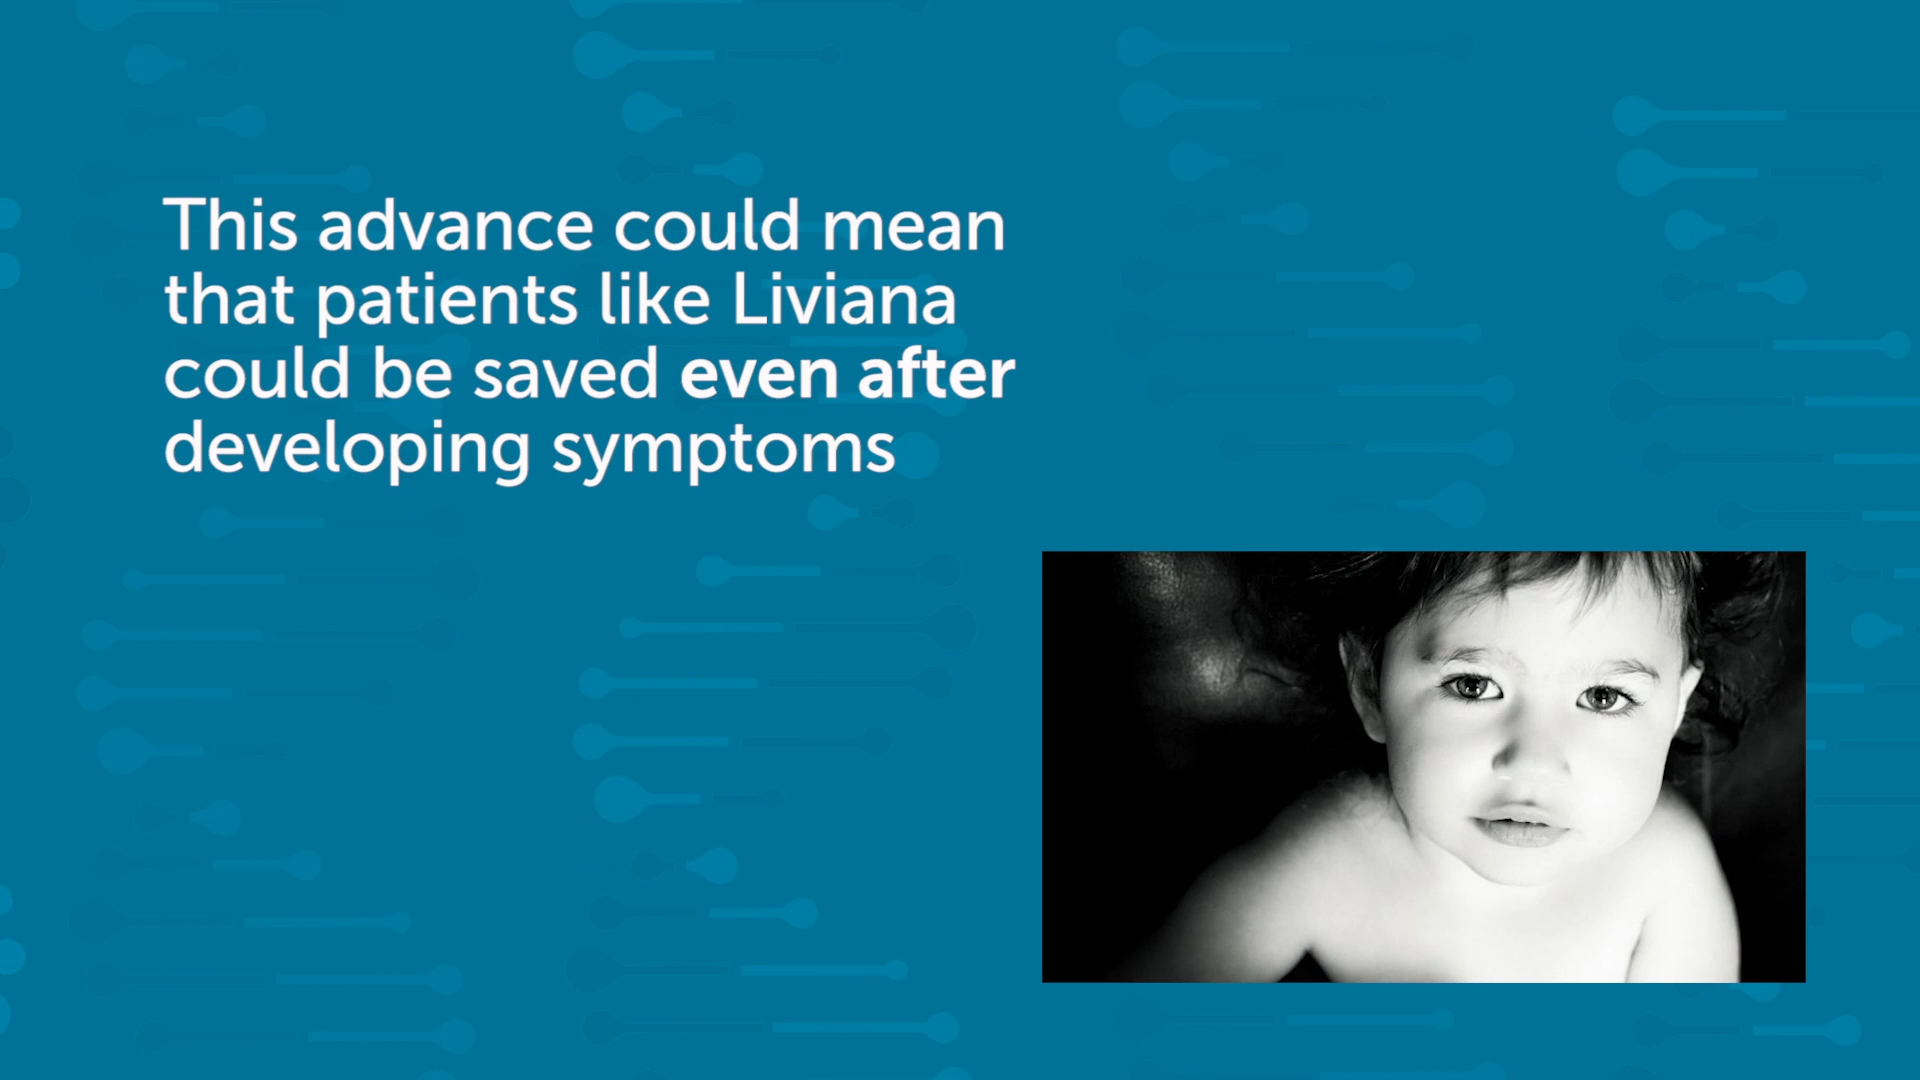 This advance could mean
that patients like Liviana
could be saved even after
developing symptoms